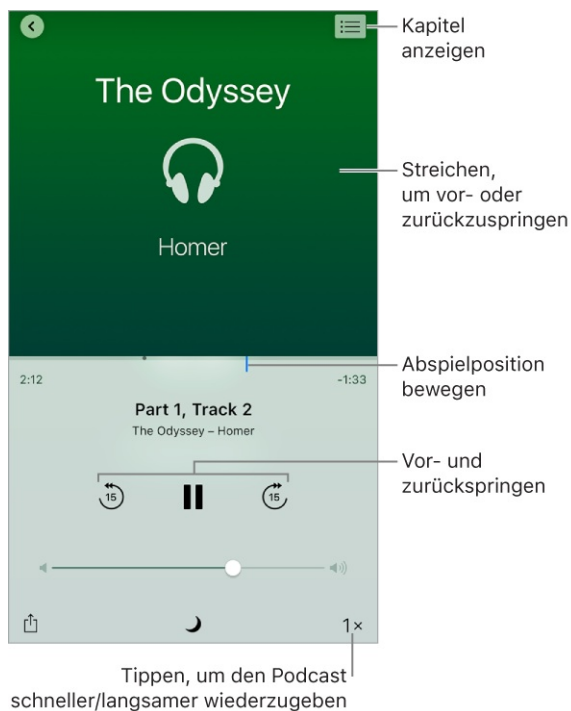 Kapitel
anzeigen
The Odyssey
Streichen,
um vor- oder
zurückzuspringen
Homer
Abspielposition
bewegen
2:12
-1:33
Part 1, Track 2
The Odyssey – Homer
Vor- und
zurückspringen
15
15
1×
Tippen, um den Podcast
schneller/langsamer wiederzugeben